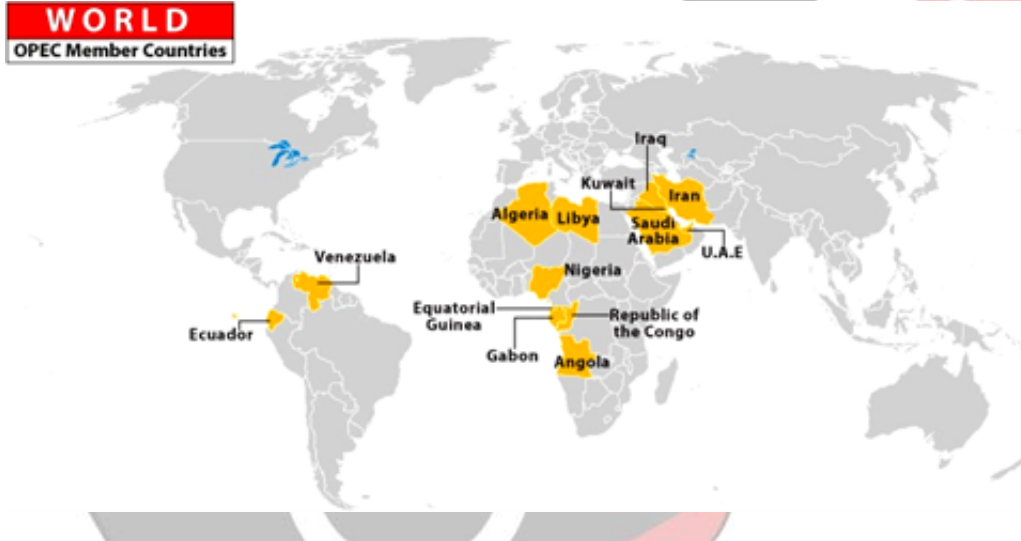 WORLD
OPEC Member Countries
Iraq
Kuwait
Iran
Algeria
Libya
Saudi
Arabia
U.A.E
Venezuela
Nigeria
Equatorial
Guinea
Republic of
the Congo
Ecuador
Gabon
Angola